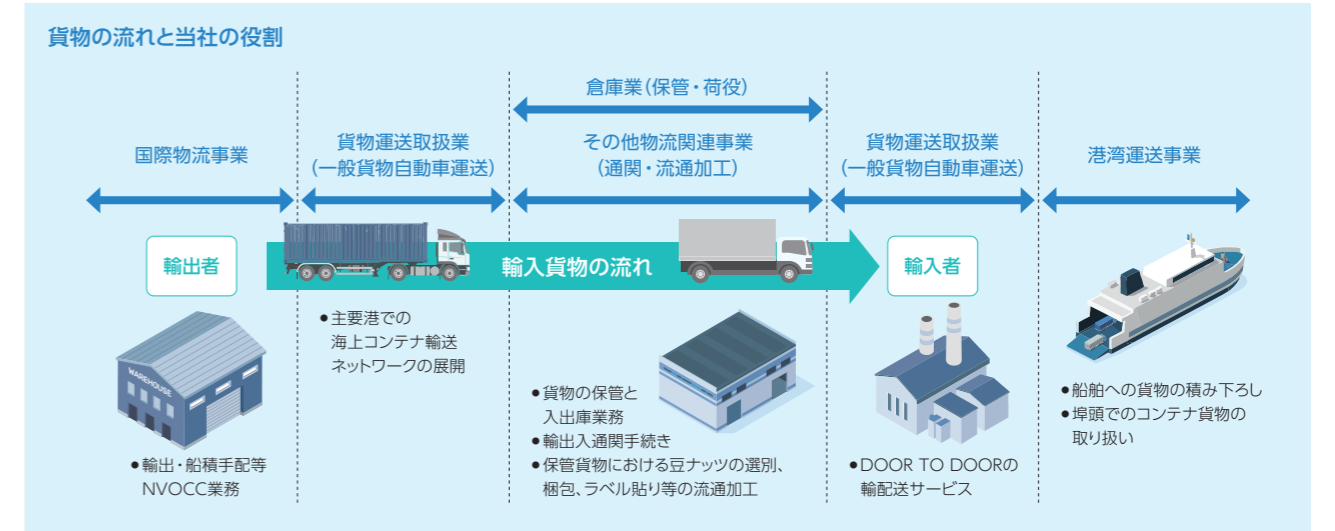 貨物の流れと当社の役割
倉庫業(保管・荷役)
国際物流事業
貨物運送取扱業
(一般貨物自動車運送)
その他物流関連事業
(通関・流通加工)
貨物運送取扱業
(一般貨物自動車運送)
港湾運送事業
輸出者
輸入貨物の流れ
輸入者
WAREHOUSE
●輸出・船積手配等
NVOCC業務
●主要港での
海上コンテナ輸送
ネットワークの展開
●貨物の保管と
入出庫業務
●輸出入通関手続き
●保管貨物における豆ナッツの選別、
梱包、ラベル貼り等の流通加工
●DOOR TO DOORの
輸配送サービス
●船舶への貨物の積み下ろし
●埠頭でのコンテナ貨物の
取り扱い